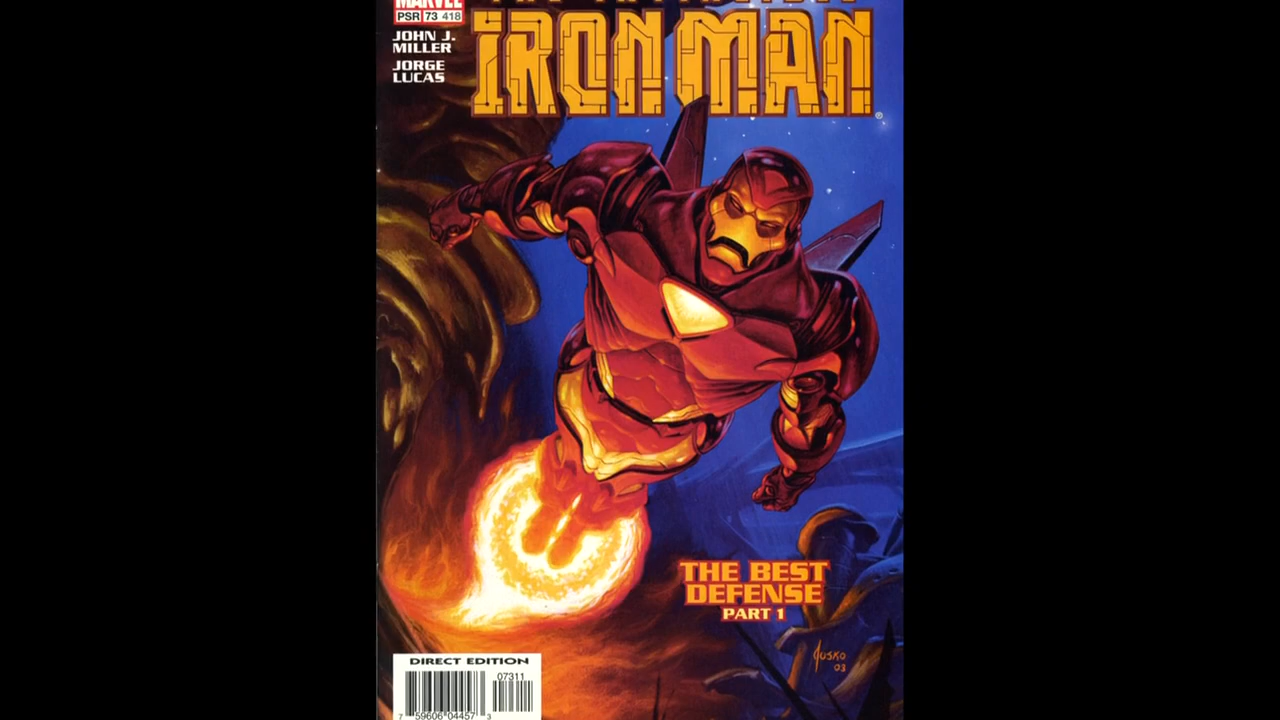 MARVEL
PSR 73 418
JOHN J.
MILLER
JORGE
LUCAS
IRON MAN
®
THE BEST
DEFENSE
PART 1
JUSKO
03
DIRECT EDITION
07311
7 59606 04457 3